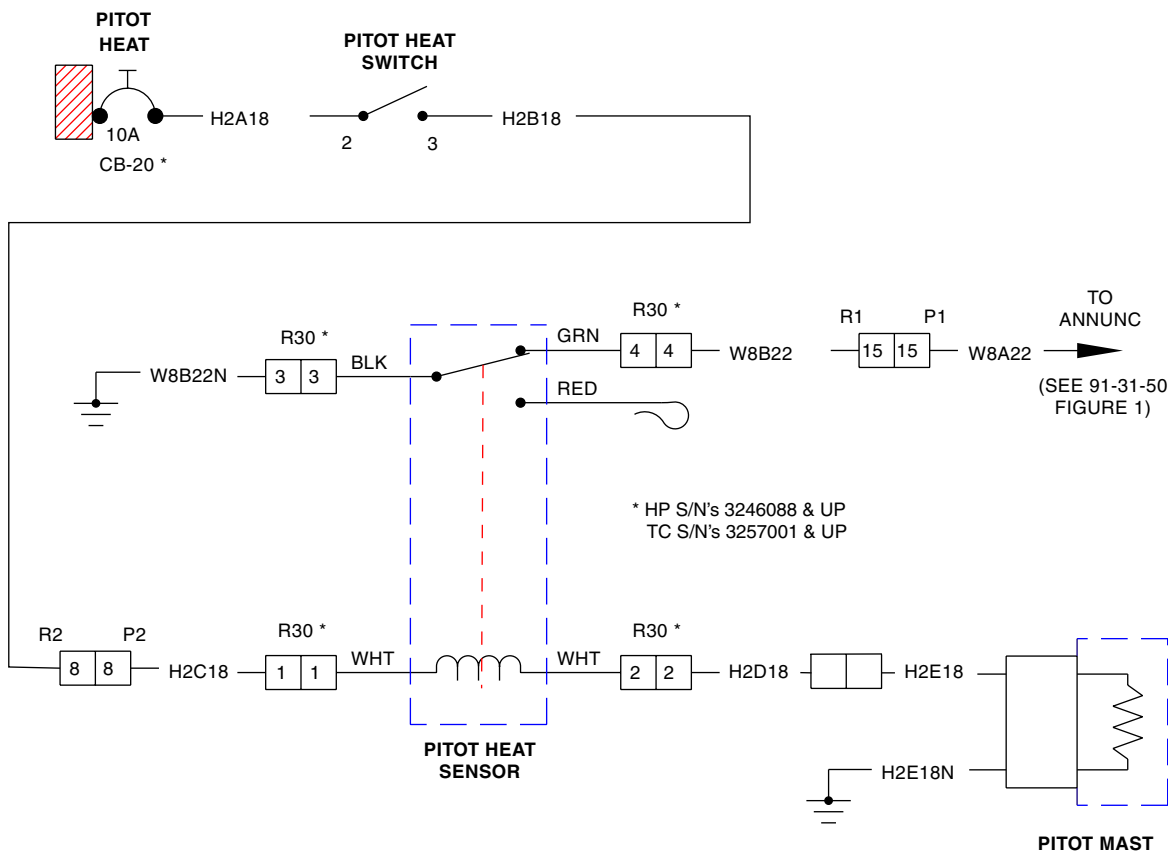 PITOT
HEAT
PITOT HEAT
SWITCH
H2A18
H2B18
10A
2
3
CB-20 *
TO
ANNUNC
R30 *
GRN
R30 *
R1
P1
4 4
W8B22
15 15
W8A22
W8B22N
3 3
BLK
RED
(SEE 91-31-50
FIGURE 1)
* HP S/N's 3246088 & UP
TC S/N's 3257001 & UP
R2
P2
R30 *
R30 *
8 8
H2C18
1 1
WHT
WHT
2 2
H2D18
H2E18
PITOT HEAT
SENSOR
H2E18N
PITOT MAST